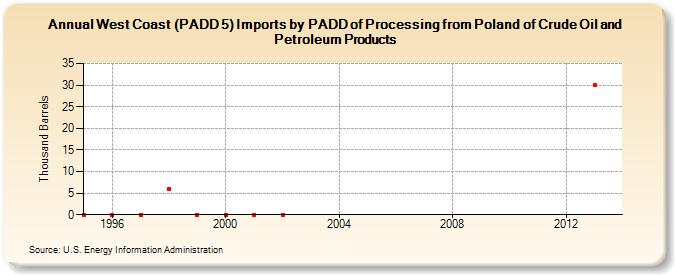 Annual West Coast (PADD 5) Imports by PADD of Processing from Poland of Crude Oil and
Petroleum Products
Thousand Barrels
35
30
25
20
15
10
5
0
1996 2000 2004 2008 2012
Source: U.S. Energy Information Administration